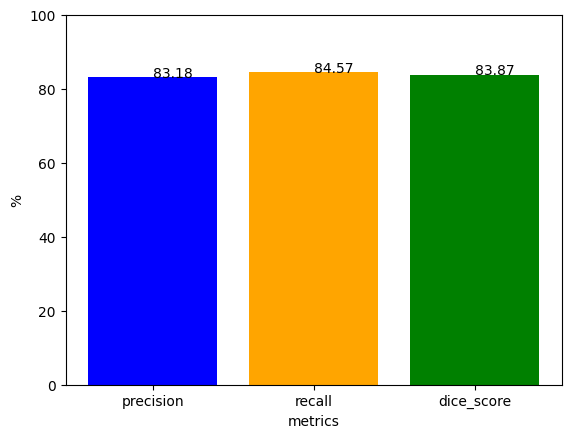 100
80
60
40
20
0
%
83.18
84.57
83.87
precision
recall
dice_score
metrics